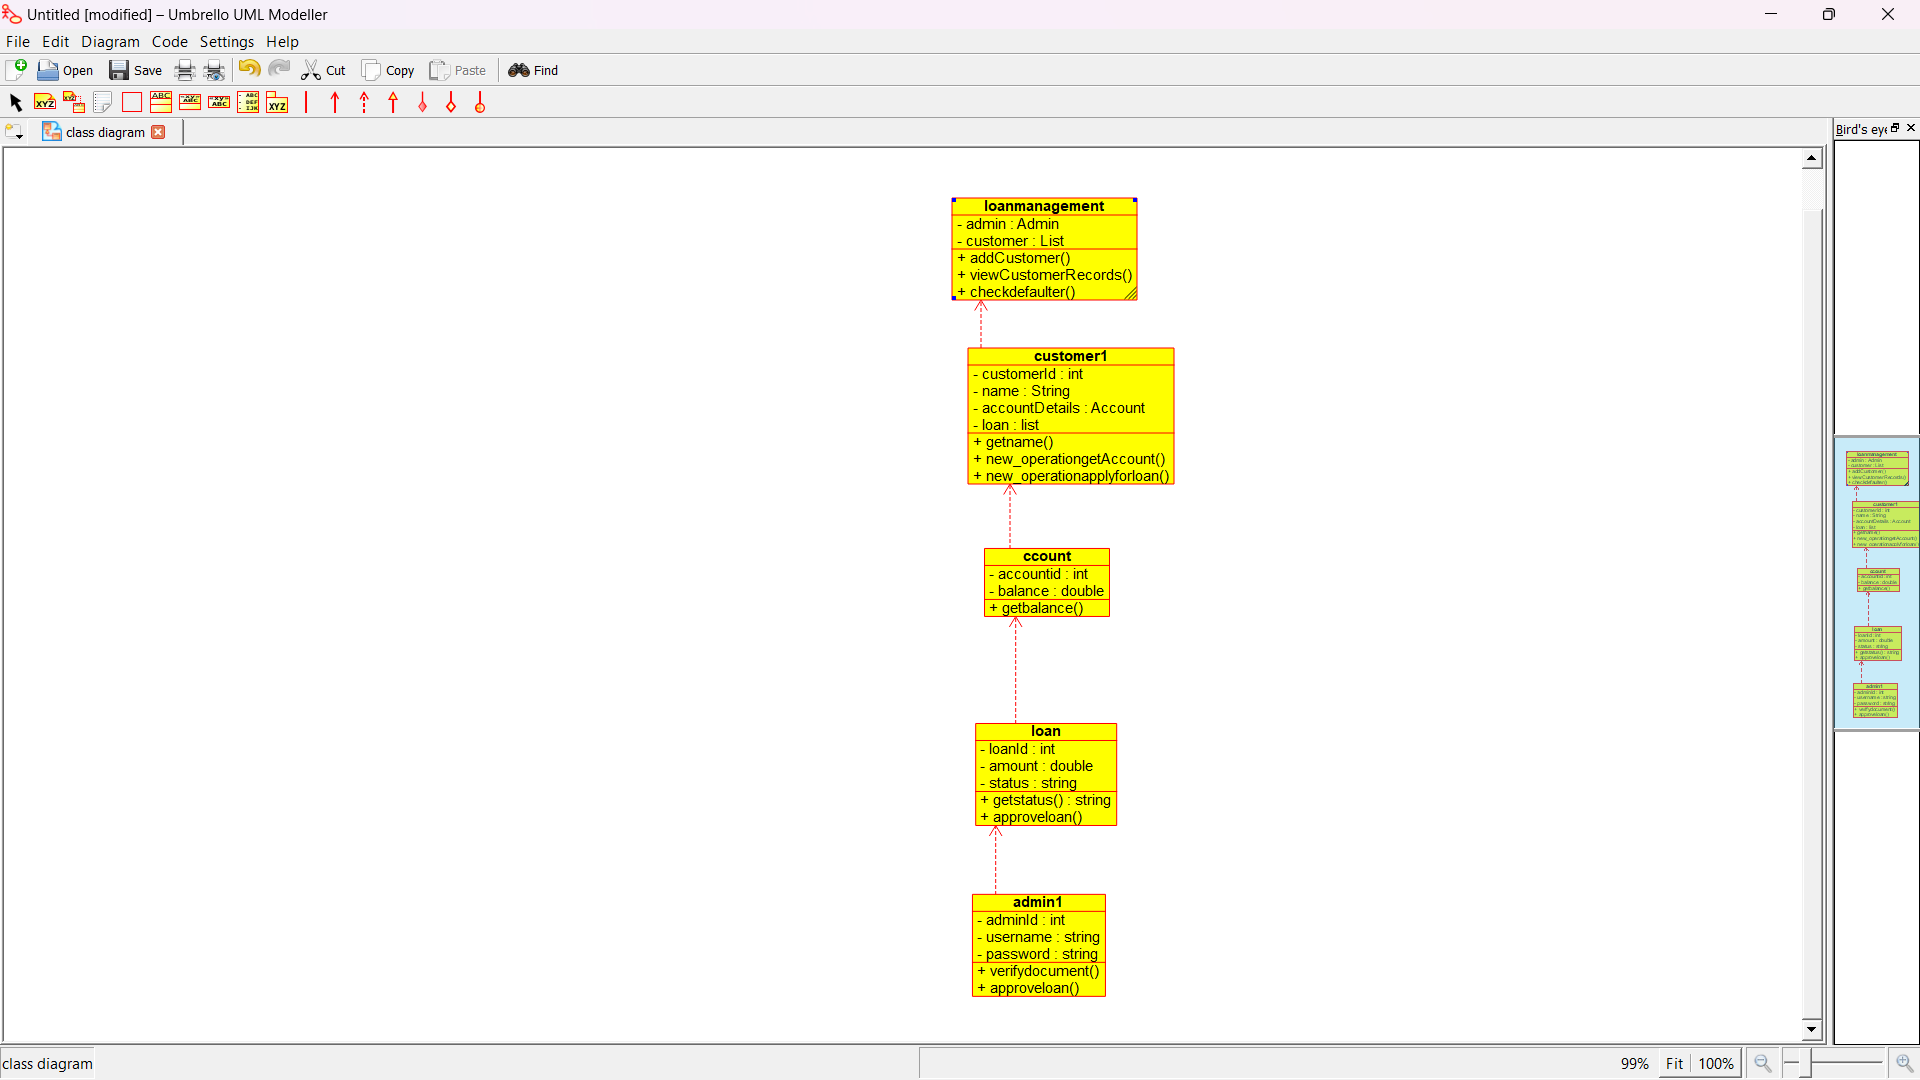 Untitled [modified] – Umbrello UML Modeller
File Edit Diagram Code Settings Help
Open Save Cut Copy Paste Find
class diagram
Bird's eye
loanmanagement
- admin : Admin
- customer : List
+ addCustomer()
+ viewCustomerRecords()
+ checkdefaulter()
customer1
- customerId : int
- name : String
- accountDetails : Account
- loan : list
+ getname()
+ new_operationgetAccount()
+ new_operationapplyforloan()
ccount
- accountid : int
- balance : double
+ getbalance()
loan
- loanId : int
- amount : double
- status : string
+ getstatus() : string
+ approveloan()
admin1
- adminId : int
- username : string
- password : string
+ verifydocument()
+ approveloan()
class diagram
99% Fit 100%